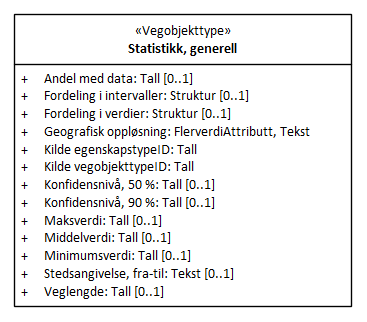 «Vegobjekttype»
Statistikk, generell
+ Andel med data: Tall [0..1]
+ Fordeling i intervaller: Struktur [0..1]
+ Fordeling i verdier: Struktur [0..1]
+ Geografisk oppløsning: FlerverdiAttributt, Tekst
+ Kilde egenskapstypeID: Tall
+ Kilde vegobjekttypeID: Tall
+ Konfidensnivå, 50 %: Tall [0..1]
+ Konfidensnivå, 90 %: Tall [0..1]
+ Maksverdi: Tall [0..1]
+ Middelverdi: Tall [0..1]
+ Minimumsverdi: Tall [0..1]
+ Stedsangivelse, fra-til: Tekst [0..1]
+ Veglengde: Tall [0..1]